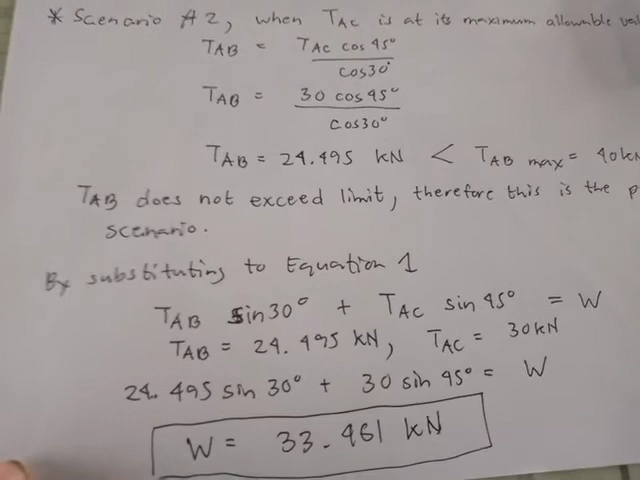 * Scenario #2, when TAC is at its maximum allowable
TAB = TAC cos 45°
cos30°
TAB = 30 cos 45°
cos30°
TAB = 24.495 kN < TAB max = 40kN
TAB does not exceed limit, therefore this is the
scenario.
By substituting to Equation 1
TAB sin30° + TAC sin 45° = W
TAB = 24.495 kN, TAC = 30kN
24.495 sin 30° + 30 sin 45° = W
W = 33.461 kN